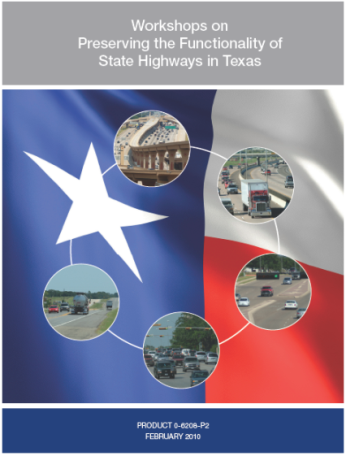 Workshops on
Preserving the Functionality of
State Highways in Texas
PRODUCT 0-6208-P2
FEBRUARY 2010